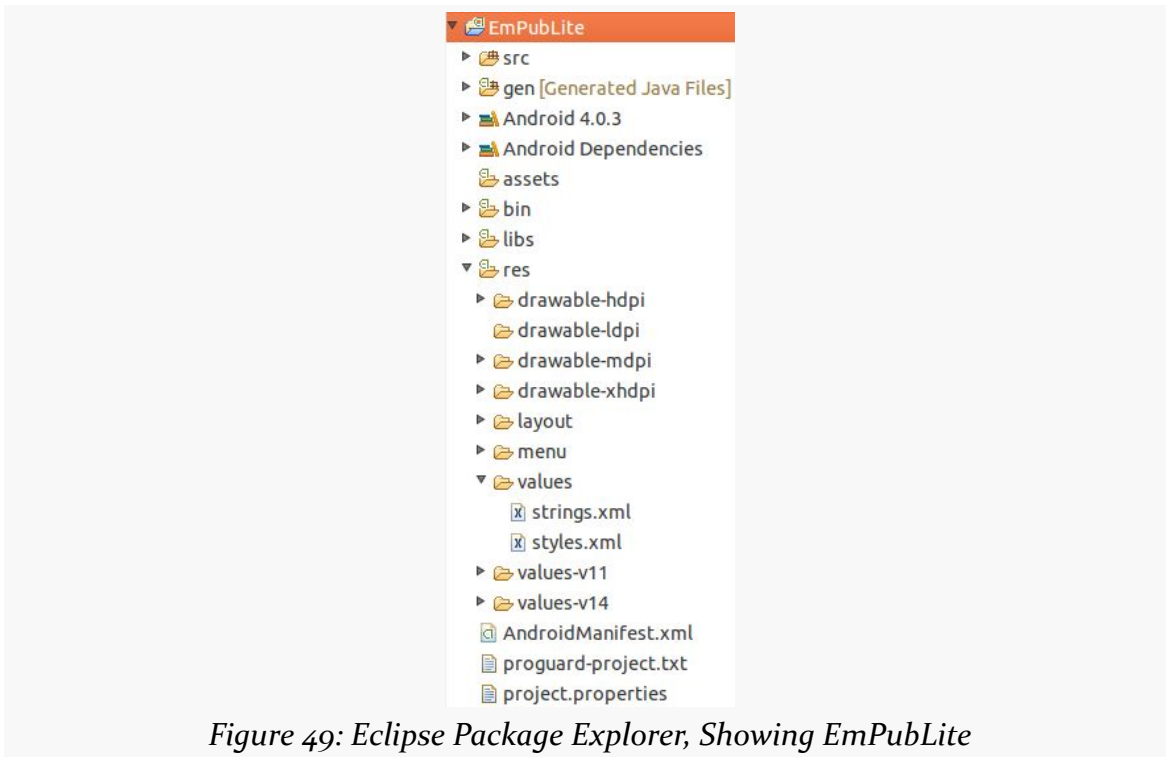 EmPubLite
src
gen [Generated Java Files]
Android 4.0.3
Android Dependencies
assets
bin
libs
res
drawable-hdpi
drawable-ldpi
drawable-mdpi
drawable-xhdpi
layout
menu
values
strings.xml
styles.xml
values-v11
values-v14
AndroidManifest.xml
proguard-project.txt
project.properties
Figure 49: Eclipse Package Explorer, Showing EmPubLite